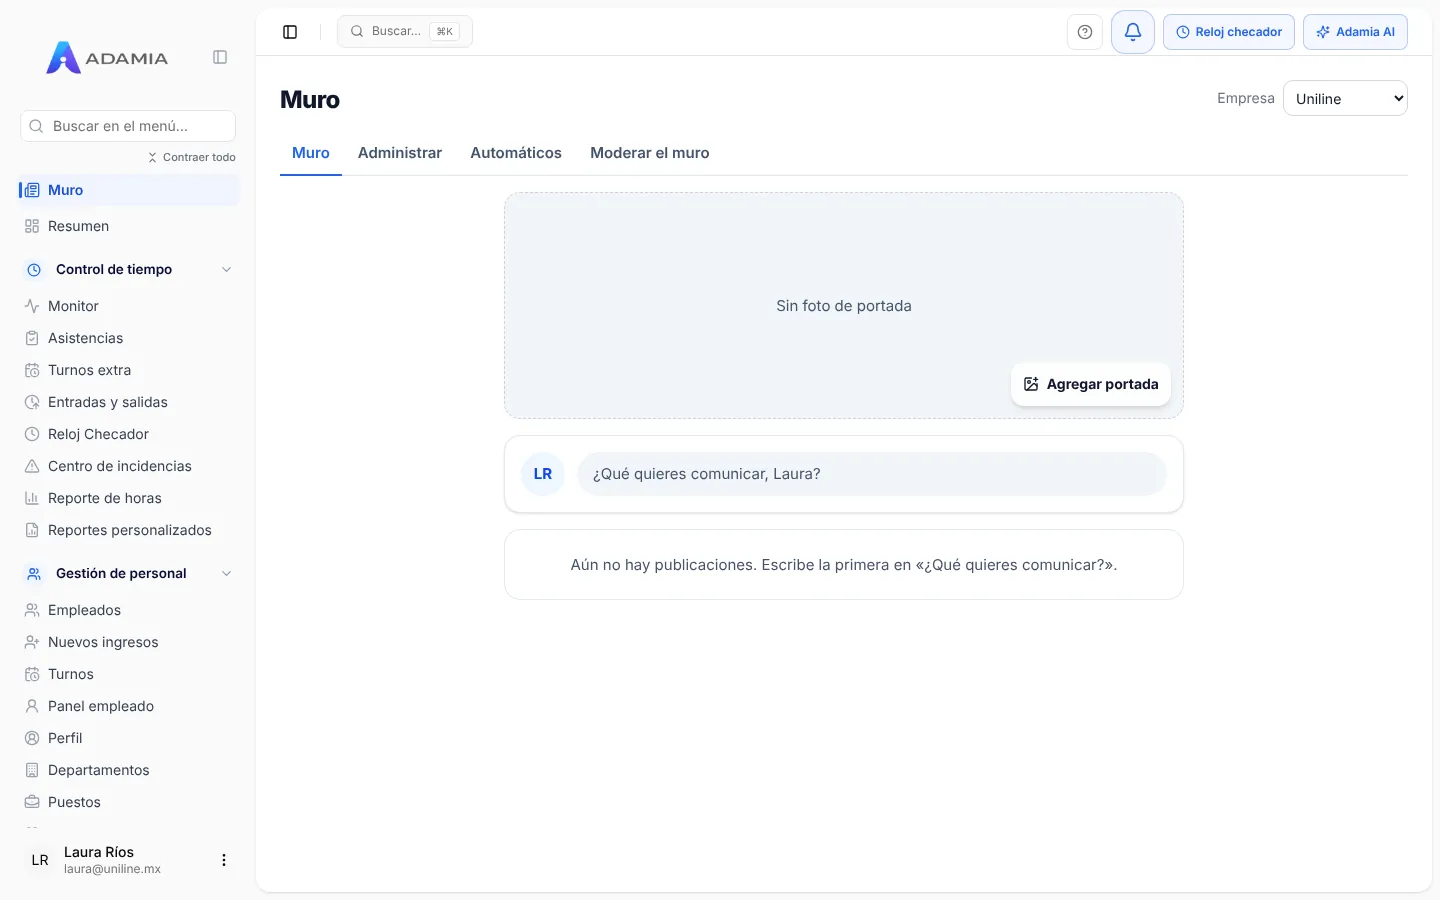 ADAMIA
Buscar en el menú...
Contraer todo
Muro
Resumen
Control de tiempo
Monitor
Asistencias
Turnos extra
Entradas y salidas
Reloj Checador
Centro de incidencias
Reporte de horas
Reportes personalizados
Gestión de personal
Empleados
Nuevos ingresos
Turnos
Panel empleado
Perfil
Departamentos
Puestos
LR
Laura Ríos
laura@uniline.mx
Buscar... ⌘K
Reloj checador
Adamia AI
Muro
Empresa
Uniline
Muro
Administrar
Automáticos
Moderar el muro
Sin foto de portada
Agregar portada
LR
¿Qué quieres comunicar, Laura?
Aún no hay publicaciones. Escribe la primera en «¿Qué quieres comunicar?».